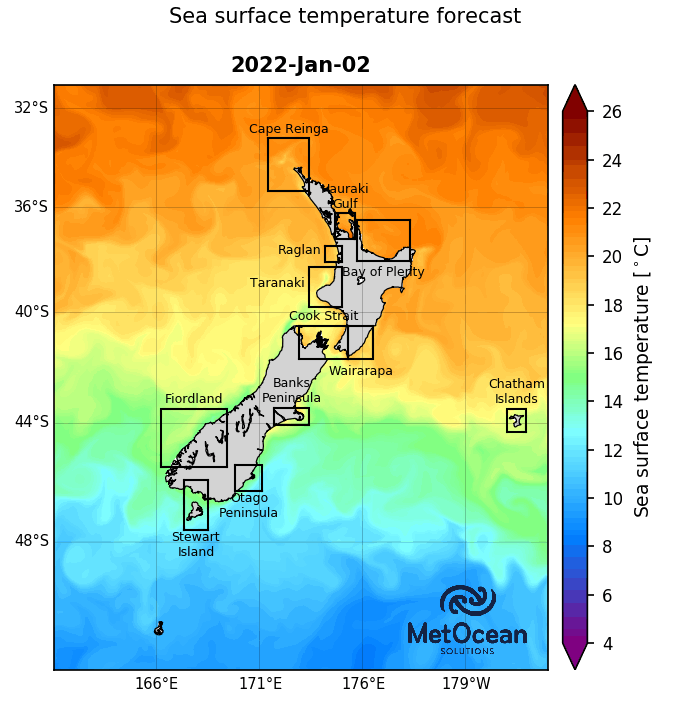 Sea surface temperature forecast
2022-Jan-02
32°S
36°S
40°S
44°S
48°S
Cape Reinga
Hauraki
Gulf
Raglan
Bay of Plenty
Taranaki
Cook Strait
Wairarapa
Banks
Peninsula
Fiordland
Chatham
Islands
Otago
Peninsula
Stewart
Island
MetOcean
SOLUTIONS
166°E
171°E
176°E
179°W
26
24
22
20
18
16
14
12
10
8
6
4
Sea surface temperature [°C]